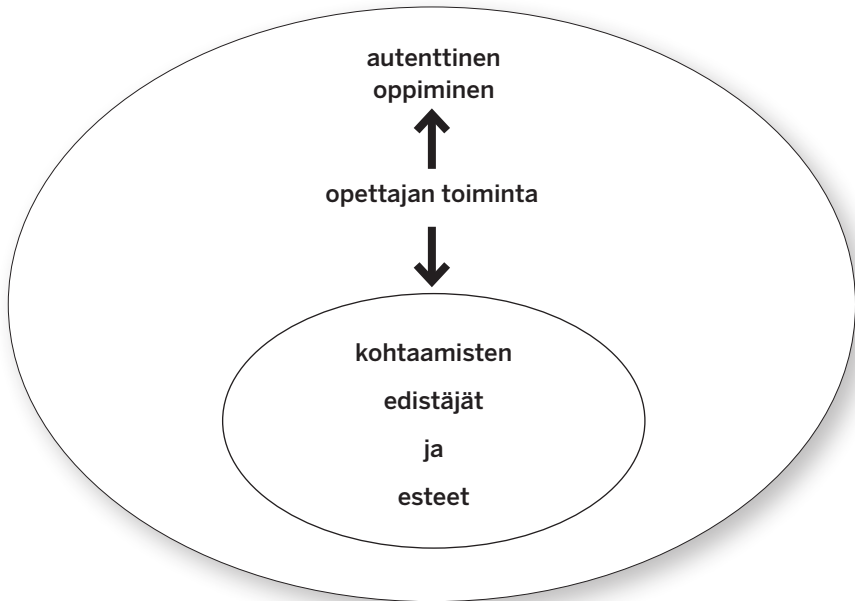 autenttinen
oppiminen
opettajan toiminta
kohtaamisten
edistäjät
ja
esteet